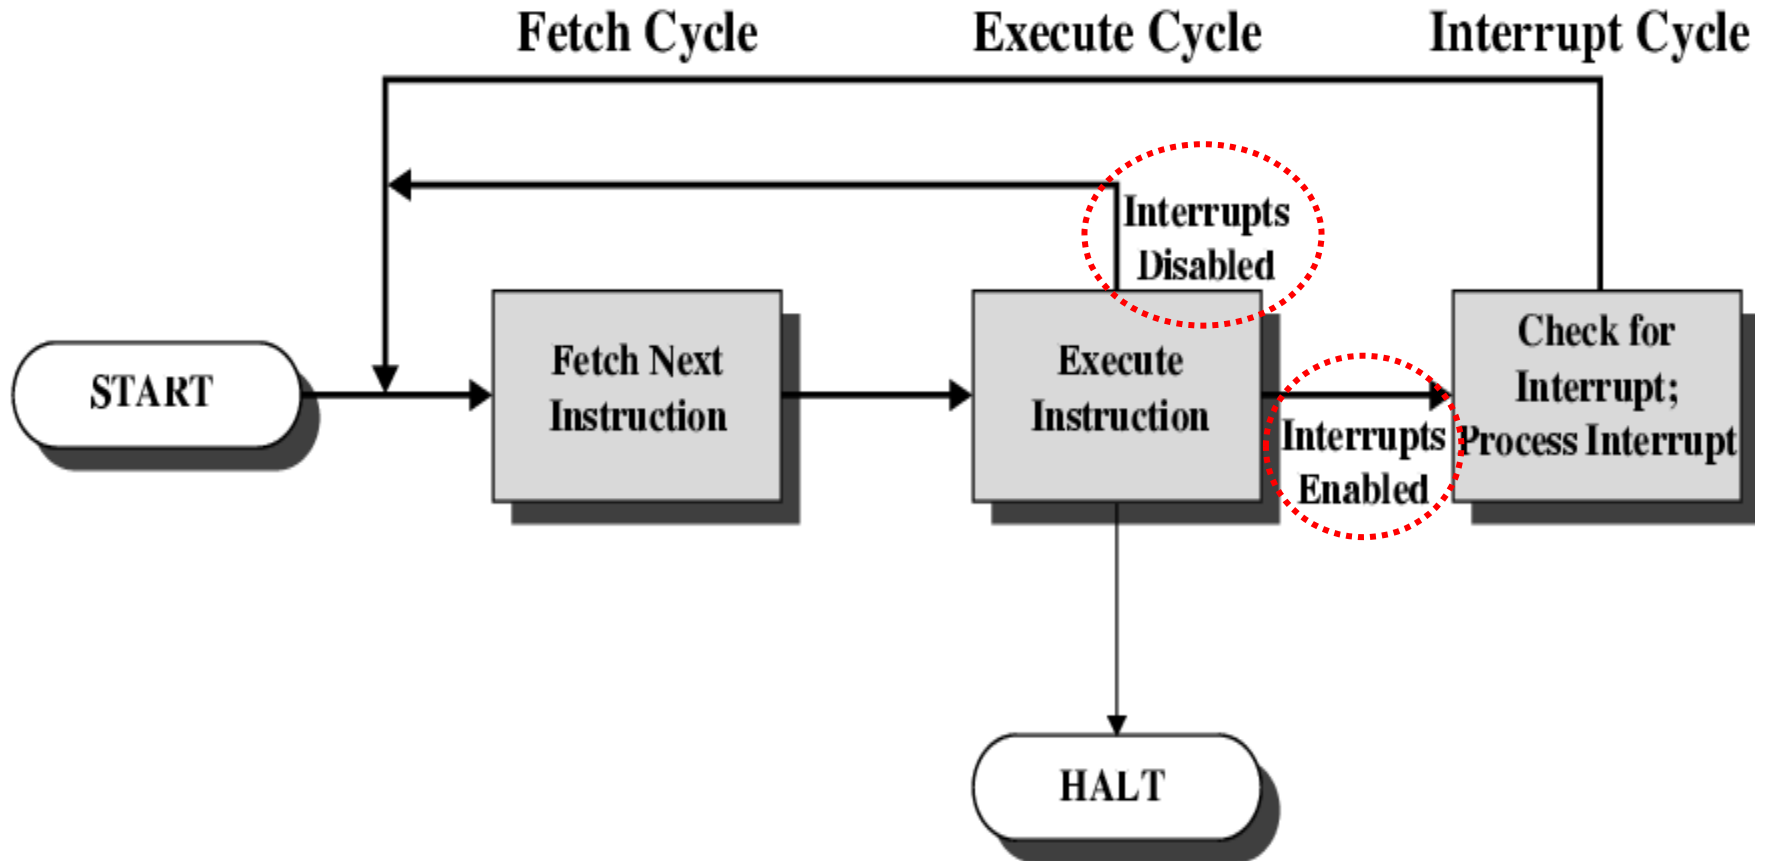 Fetch Cycle
Execute Cycle
Interrupt Cycle
Interrupts
Disabled
START
Fetch Next
Instruction
Execute
Instruction
Interrupts
Enabled
Check for
Interrupt;
Process Interrupt
HALT